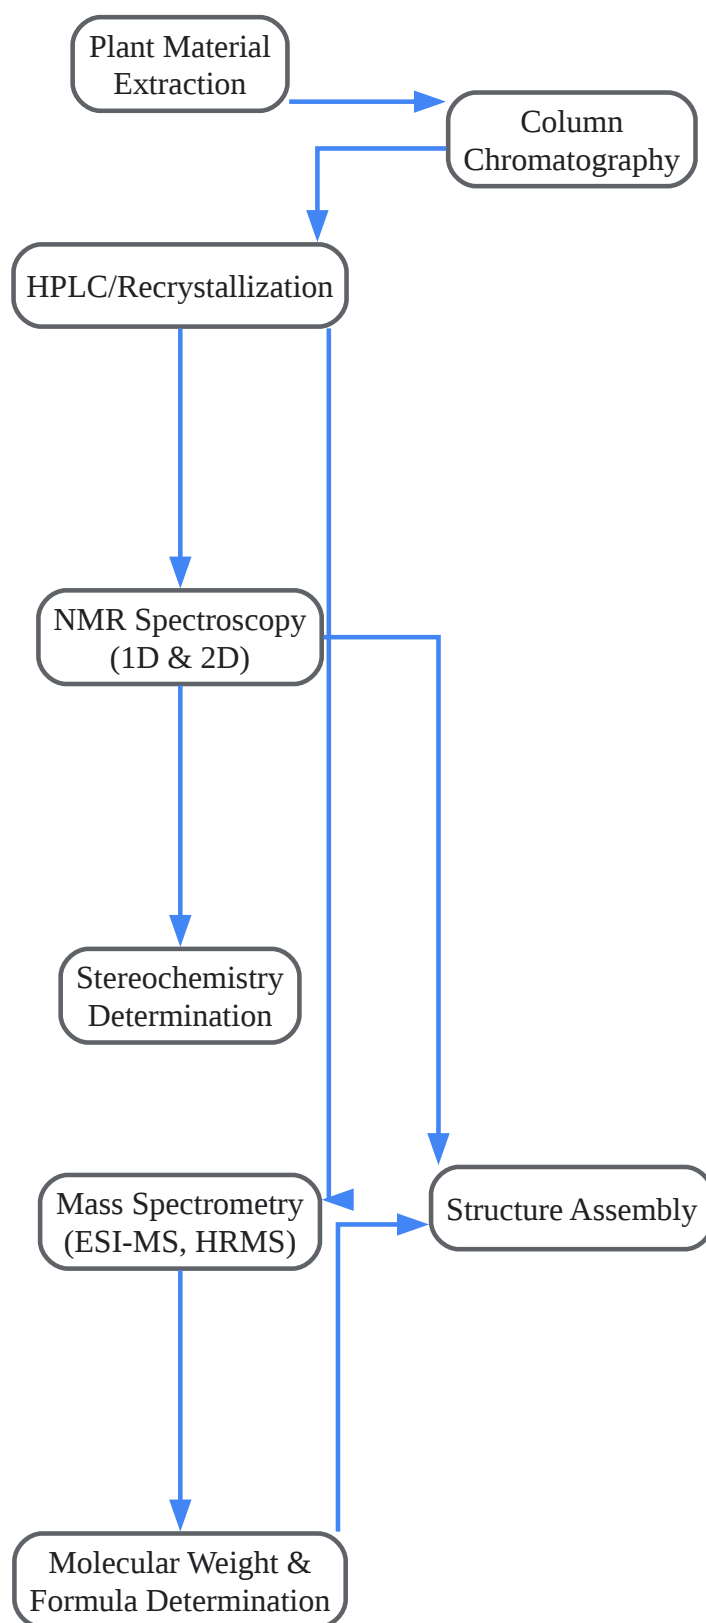 Plant Material
Extraction
Column
Chromatography
HPLC/Recrystallization
NMR Spectroscopy
(1D & 2D)
Stereochemistry
Determination
Mass Spectrometry
(ESI-MS, HRMS)
Structure Assembly
Molecular Weight &
Formula Determination